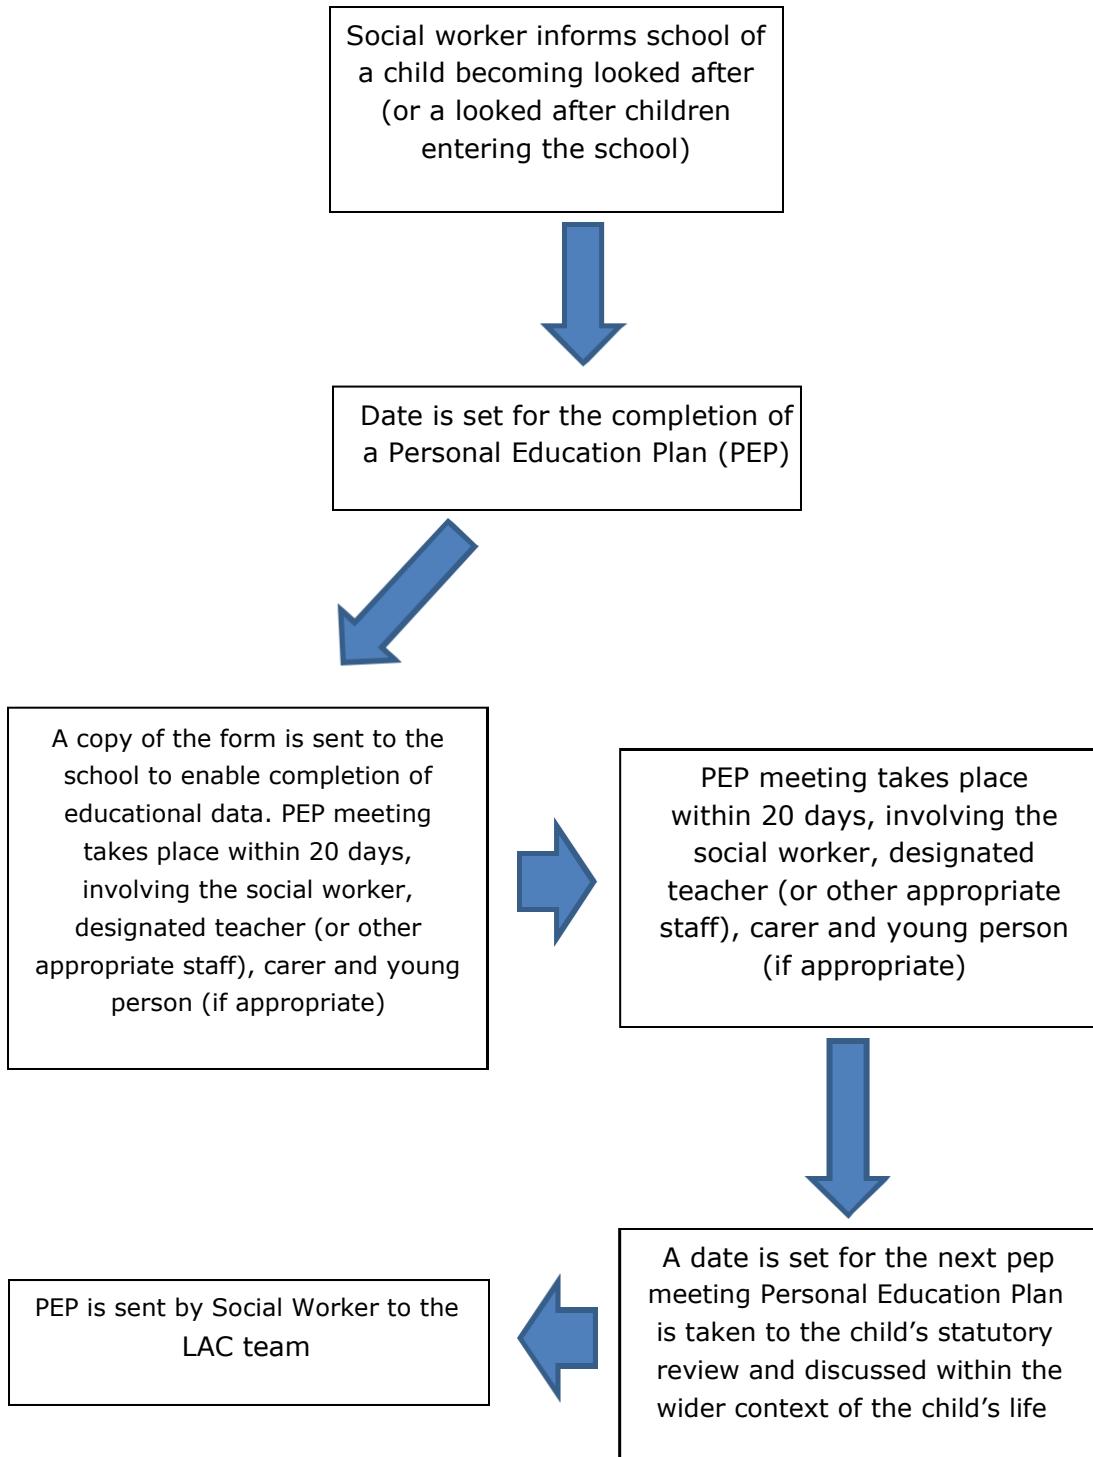 Social worker informs school of
a child becoming looked after
(or a looked after children
entering the school)
Date is set for the completion of
a Personal Education Plan (PEP)
A copy of the form is sent to the
school to enable completion of
educational data. PEP meeting
takes place within 20 days,
involving the social worker,
designated teacher (or other
appropriate staff), carer and young
person (if appropriate)
PEP meeting takes place
within 20 days, involving the
social worker, designated
teacher (or other appropriate
staff), carer and young person
(if appropriate)
A date is set for the next pep
meeting Personal Education Plan
is taken to the child’s statutory
review and discussed within the
wider context of the child’s life
PEP is sent by Social Worker to the
LAC team